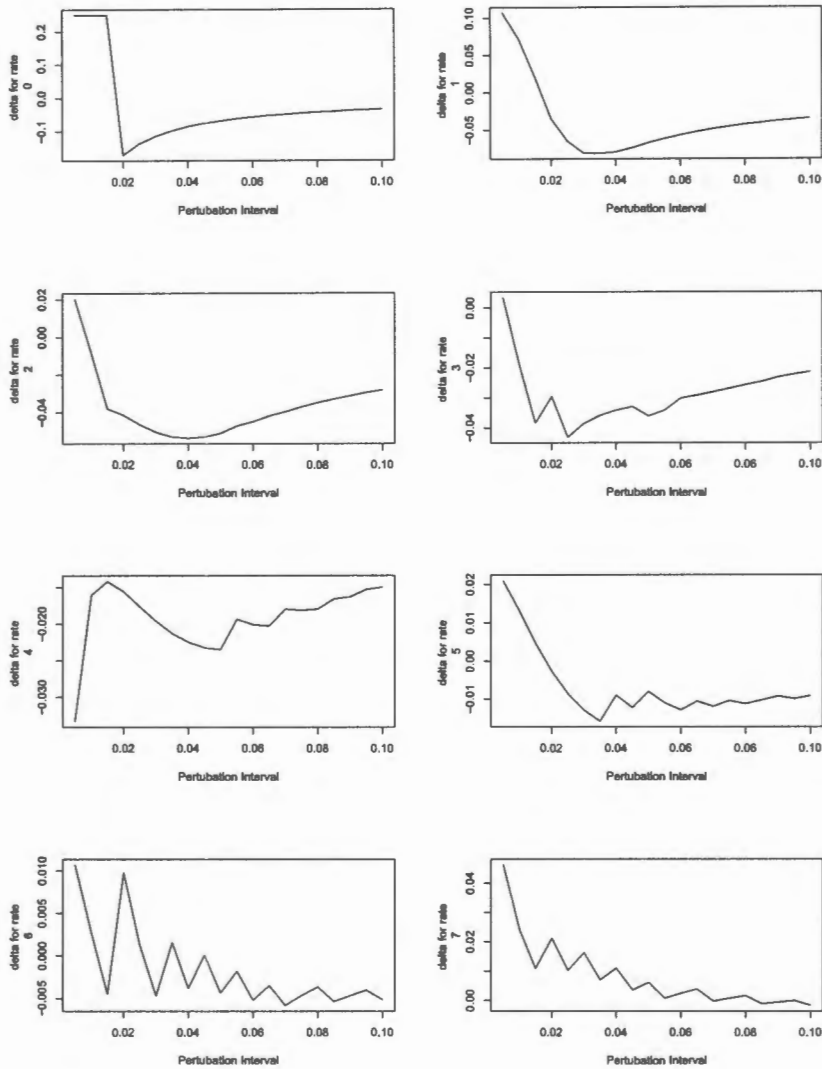 delta for rate
0
0.2
0.1
0.0
-0.1
0.02 0.04 0.06 0.08 0.10
Pertubation Interval
delta for rate
1
0.10
0.05
0.00
-0.05
0.02 0.04 0.06 0.08 0.10
Pertubation Interval
delta for rate
2
0.02
0.00
-0.04
0.02 0.04 0.06 0.08 0.10
Pertubation Interval
delta for rate
3
0.00
-0.02
-0.04
0.02 0.04 0.06 0.08 0.10
Pertubation Interval
delta for rate
4
-0.020
-0.030
0.02 0.04 0.06 0.08 0.10
Pertubation Interval
delta for rate
5
0.02
0.01
0.00
-0.01
0.02 0.04 0.06 0.08 0.10
Pertubation Interval
delta for rate
6
0.010
0.005
0.000
-0.005
0.02 0.04 0.06 0.08 0.10
Pertubation Interval
delta for rate
7
0.04
0.02
0.00
0.02 0.04 0.06 0.08 0.10
Pertubation Interval